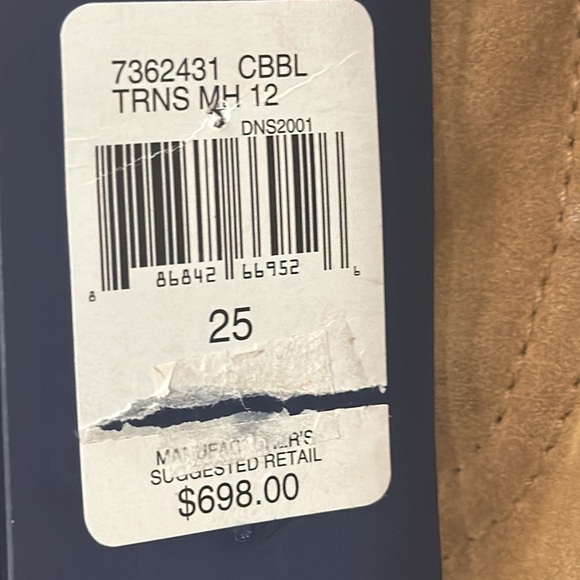 7362431 CBBL
TRNS MH 12
DNS2001
8 86842 66952 6
25
MANUFACTURER'S
SUGGESTED RETAIL
$698.00